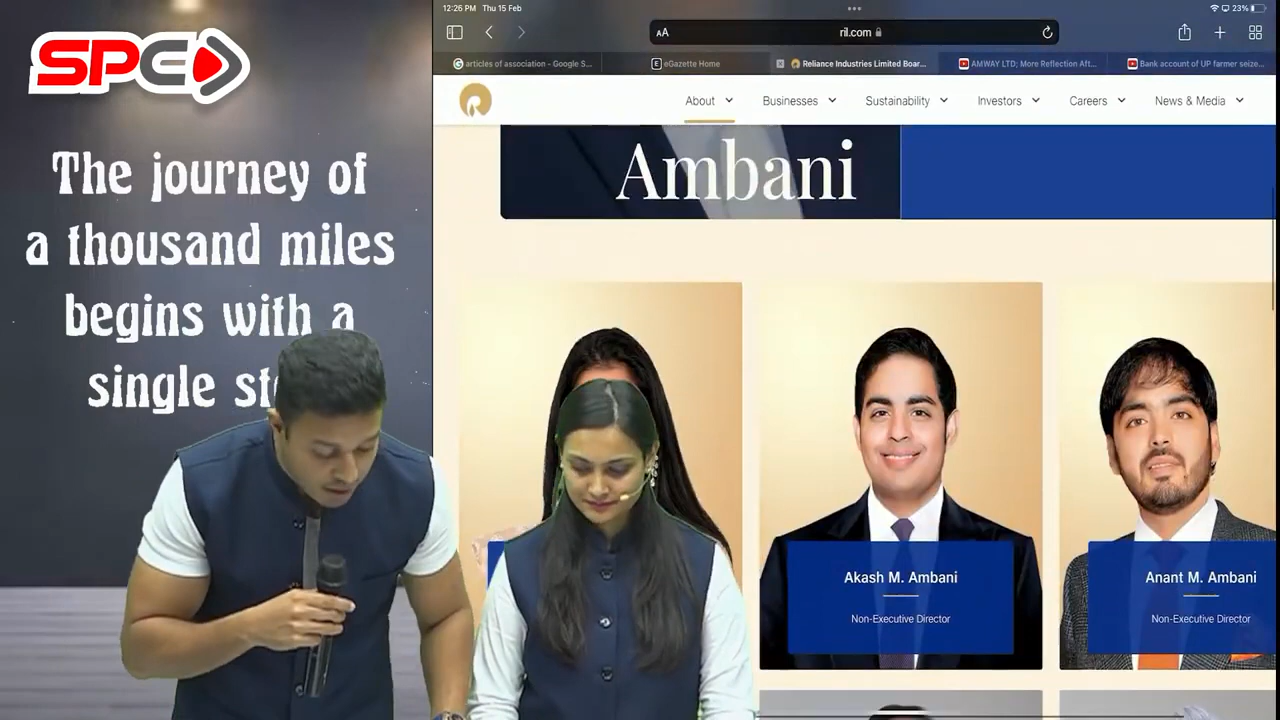 SPE
The journey of
a thousand miles
begins with a
single
12:26 PM Thu 15 Feb
23%
AA
ril.com
articles of association - Google S...
eGazette Home
Reliance Industries Limited Boar...
AMWAY LTD; More Reflection Aft...
Bank account of UP farmer seize...
About
Businesses
Sustainability
Investors
Careers
News & Media
Ambani
Akash M. Ambani
Non-Executive Director
Anant M. Ambani
Non-Executive Director